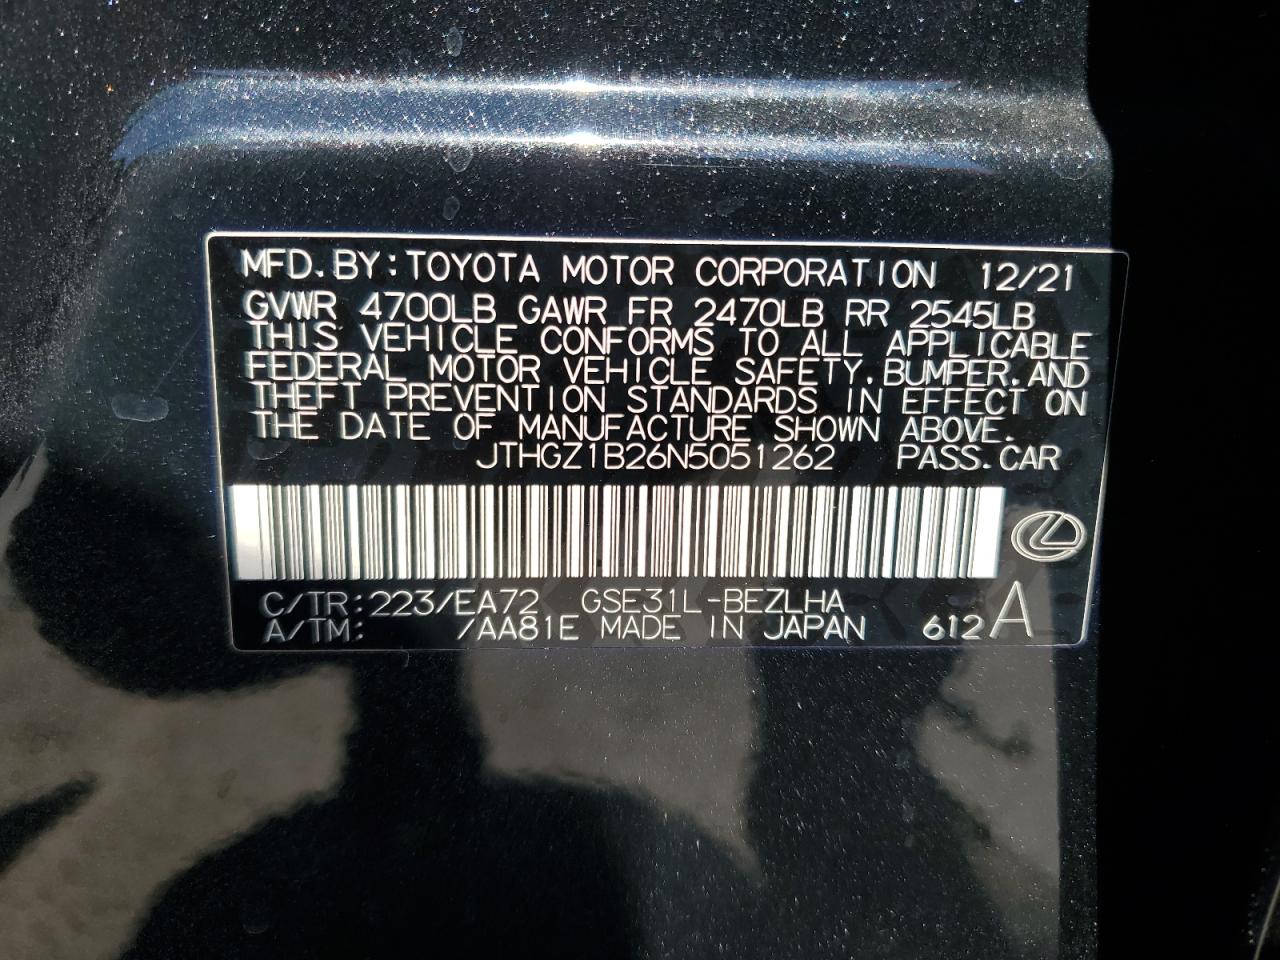 MFD.BY:TOYOTA MOTOR CORPORATION 12/21
GVWR 4700LB GAWR FR 2470LB RR 2545LB
THIS VEHICLE CONFORMS TO ALL APPLICABLE
FEDERAL MOTOR VEHICLE SAFETY,BUMPER,AND
THEFT PREVENTION STANDARDS IN EFFECT ON
THE DATE OF MANUFACTURE SHOWN ABOVE.
JTHGZ1B26N5051262 PASS.CAR
C/TR:223/EA72 GSE31L-BEZLHA
A/TM: /AA81E MADE IN JAPAN 612A